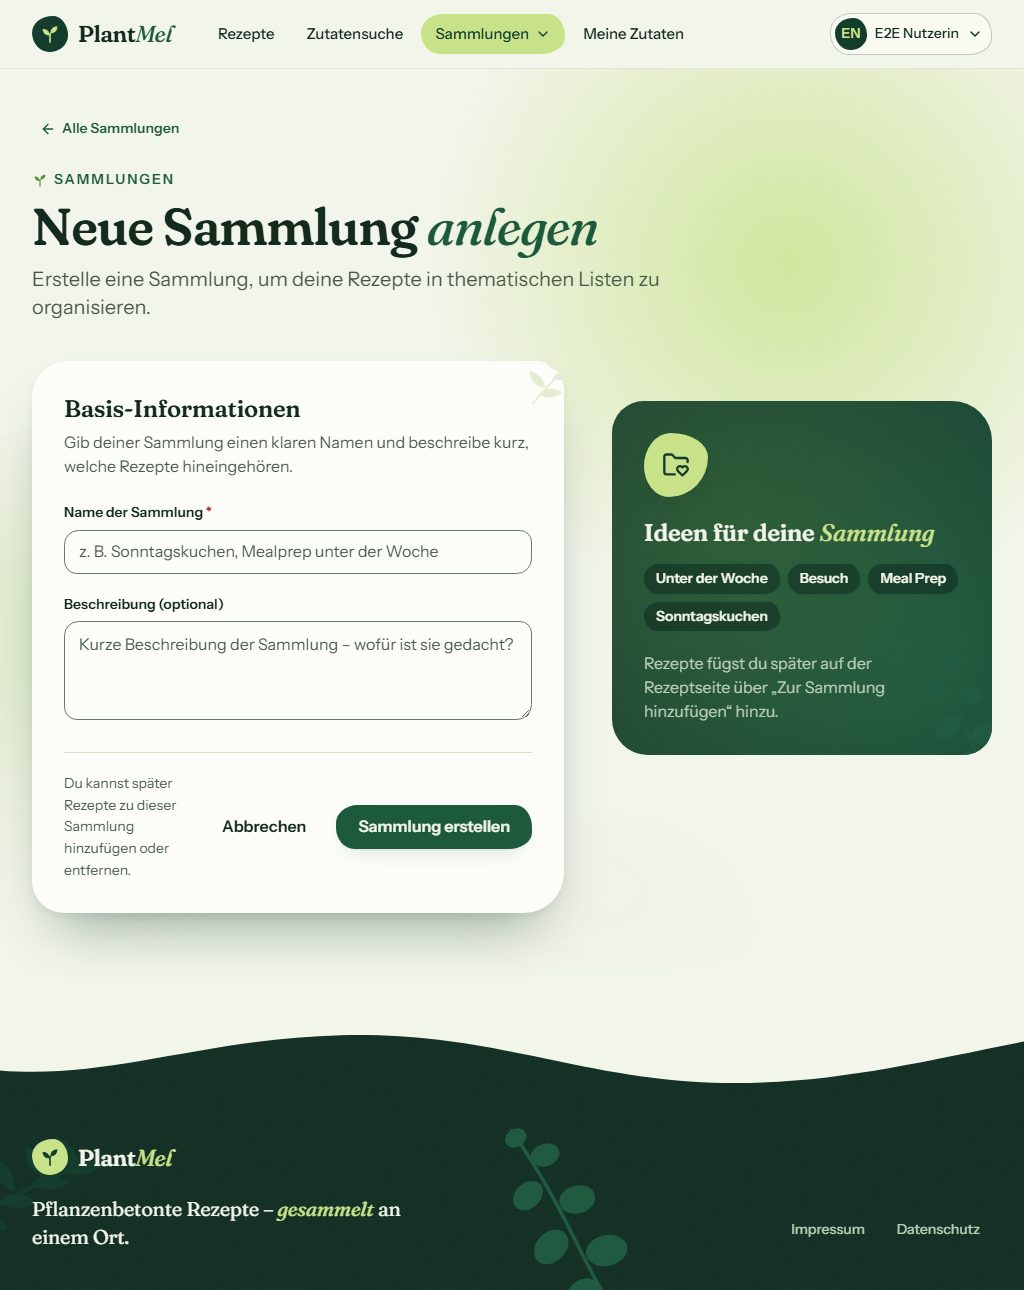 PlantMel
Rezepte
Zutatensuche
Sammlungen
Meine Zutaten
EN
E2E Nutzerin
Alle Sammlungen
SAMMLUNGEN
Neue Sammlung anlegen
Erstelle eine Sammlung, um deine Rezepte in thematischen Listen zu
organisieren.
Basis-Informationen
Gib deiner Sammlung einen klaren Namen und beschreibe kurz,
welche Rezepte hineingehören.
Name der Sammlung *
z. B. Sonntagskuchen, Mealprep unter der Woche
Beschreibung (optional)
Kurze Beschreibung der Sammlung – wofür ist sie gedacht?
Du kannst später
Rezepte zu dieser
Sammlung
hinzufügen oder
entfernen.
Abbrechen
Sammlung erstellen
Ideen für deine Sammlung
Unter der Woche
Besuch
Meal Prep
Sonntagskuchen
Rezepte fügst du später auf der
Rezeptseite über „Zur Sammlung
hinzufügen“ hinzu.
PlantMel
Pflanzenbetonte Rezepte – gesammelt an
einem Ort.
Impressum
Datenschutz